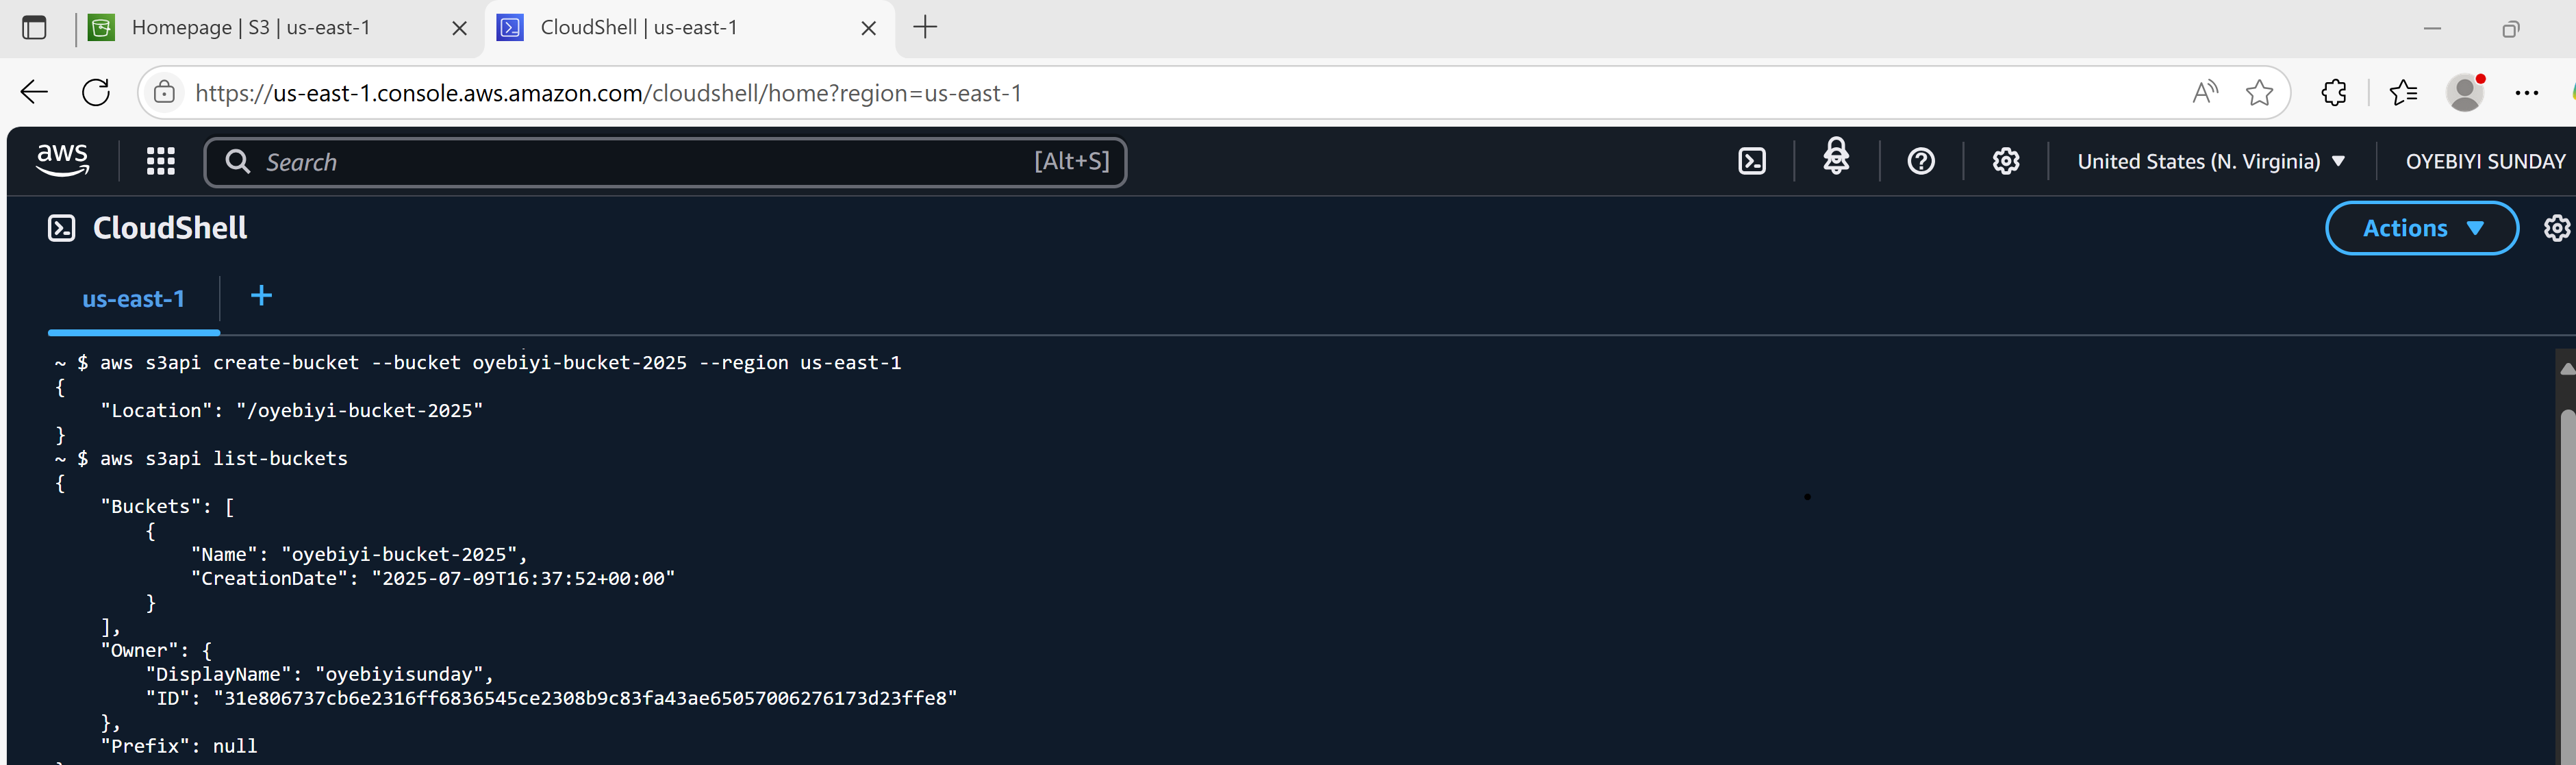 Homepage | S3 | us-east-1
CloudShell | us-east-1
https://us-east-1.console.aws.amazon.com/cloudshell/home?region=us-east-1
aws
Search
[Alt+S]
United States (N. Virginia)
OYEBIYI SUNDAY
CloudShell
Actions
us-east-1
~ $ aws s3api create-bucket --bucket oyebiyi-bucket-2025 --region us-east-1
{
    "Location": "/oyebiyi-bucket-2025"
}
~ $ aws s3api list-buckets
{
    "Buckets": [
        {
            "Name": "oyebiyi-bucket-2025",
            "CreationDate": "2025-07-09T16:37:52+00:00"
        }
    ],
    "Owner": {
        "DisplayName": "oyebiyisunday",
        "ID": "31e806737cb6e2316ff6836545ce2308b9c83fa43ae65057006276173d23ffe8"
    },
    "Prefix": null